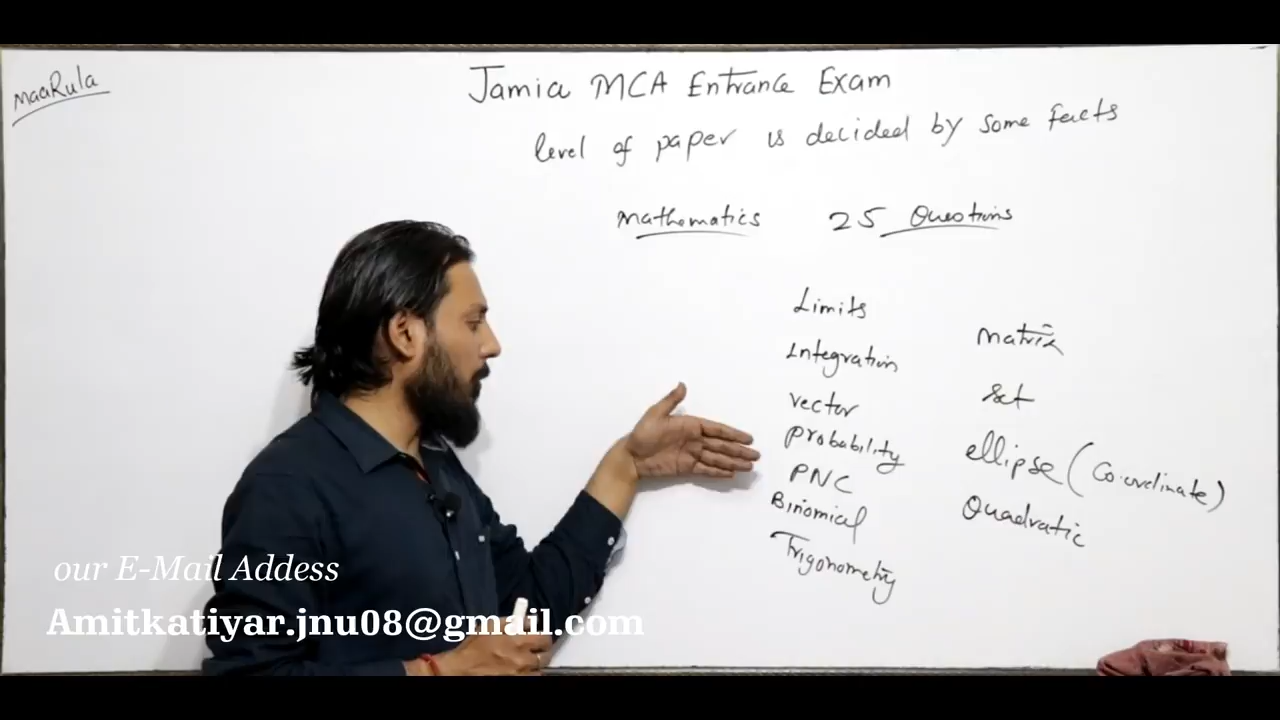 MaaRula
Jamia MCA Entrance Exam
level of paper is decided by some facts
Mathematics 25 Questions
Limits
Integration
vector
probability
PNC
Binomial
Trigonometry
Matrix
set
ellipse (Co-ordinate)
Quadratic
our E-Mail Addess
Amitkatiyar.jnu08@gmail.com